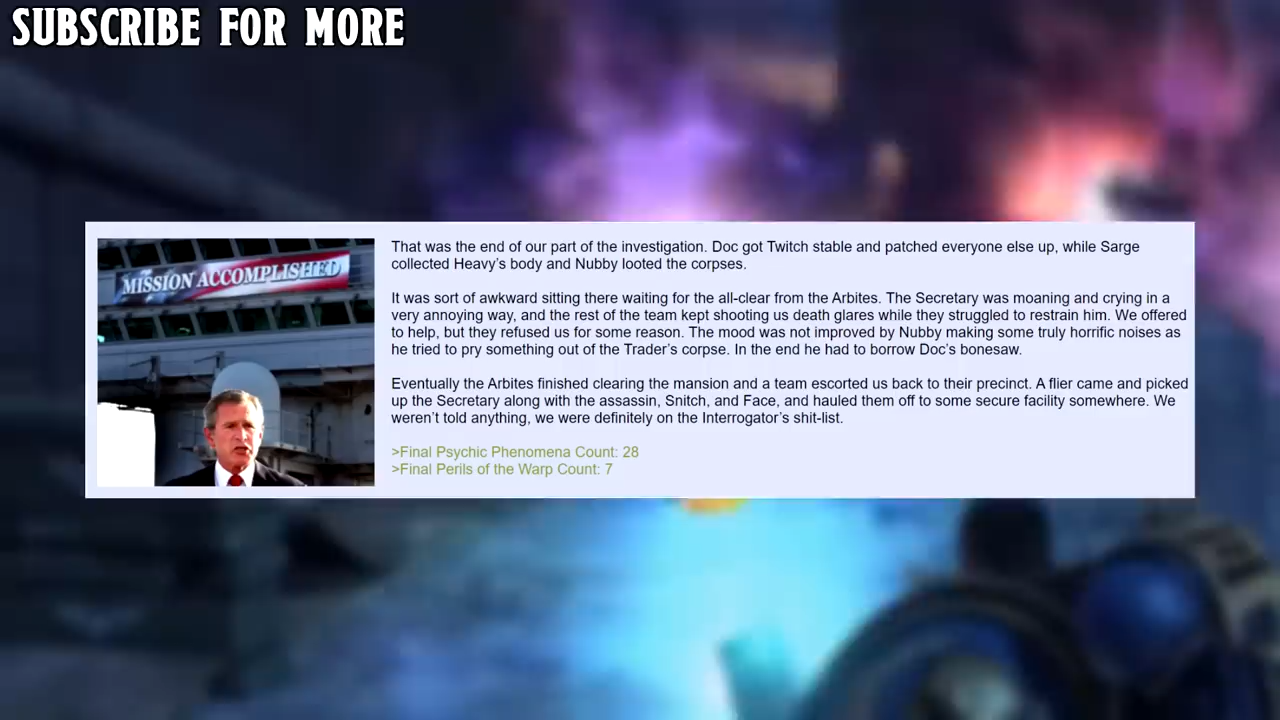 SUBSCRIBE FOR MORE
MISSION ACCOMPLISHED
That was the end of our part of the investigation. Doc got Twitch stable and patched everyone else up, while Sarge
collected Heavy's body and Nubby looted the corpses.
It was sort of awkward sitting there waiting for the all-clear from the Arbites. The Secretary was moaning and crying in a
very annoying way, and the rest of the team kept shooting us death glares while they struggled to restrain him. We offered
to help, but they refused us for some reason. The mood was not improved by Nubby making some truly horrific noises as
he tried to pry something out of the Trader's corpse. In the end he had to borrow Doc's bonesaw.
Eventually the Arbites finished clearing the mansion and a team escorted us back to their precinct. A flier came and picked
up the Secretary along with the assassin, Snitch, and Face, and hauled them off to some secure facility somewhere. We
weren't told anything, we were definitely on the Interrogator's shit-list.
>Final Psychic Phenomena Count: 28
>Final Perils of the Warp Count: 7